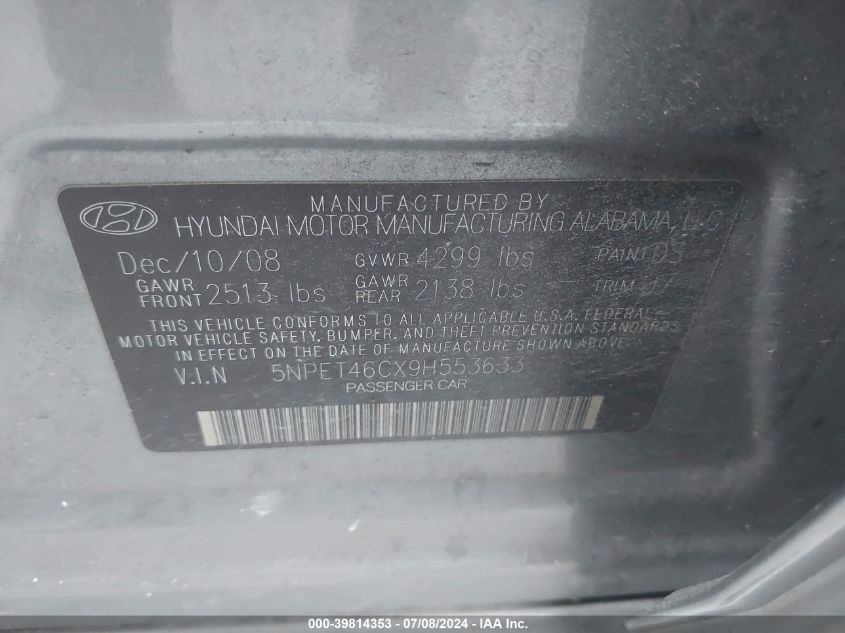 MANUFACTURED BY
HYUNDAI MOTOR MANUFACTURING ALABAMA, LLC
Dec/10/08 GVWR 4299 lbs PAINT D5
GAWR FRONT 2513 lbs GAWR REAR 2138 lbs TRIM
THIS VEHICLE CONFORMS TO ALL APPLICABLE U.S.A. FEDERAL
MOTOR VEHICLE SAFETY, BUMPER, AND THEFT PREVENTION STANDARDS
IN EFFECT ON THE DATE OF MANUFACTURE SHOWN ABOVE.
V.I.N 5NPET46CX9H553633
PASSENGER CAR
000-39814353 - 07/08/2024 - IAA Inc.